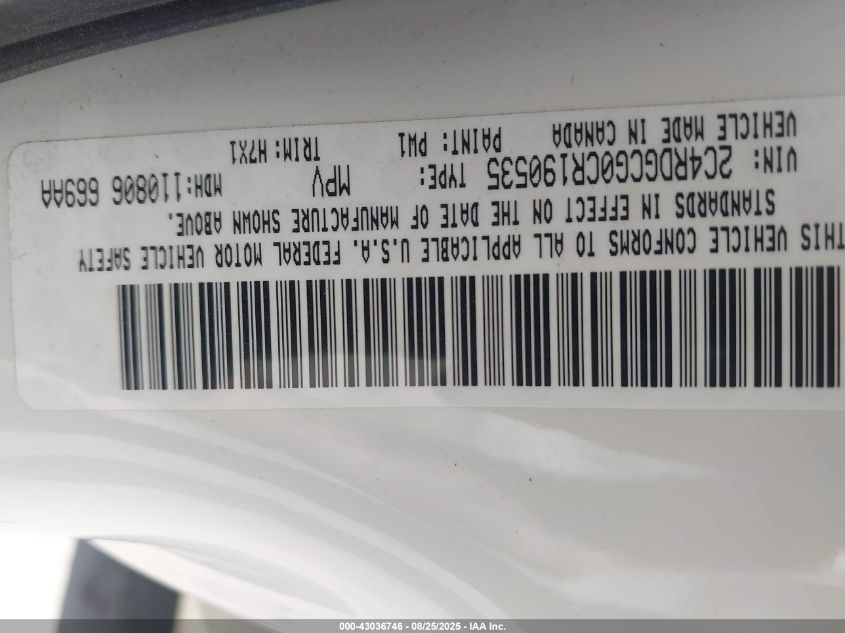 THIS VEHICLE CONFORMS TO ALL APPLICABLE U.S.A. FEDERAL MOTOR VEHICLE SAFETY
STANDARDS IN EFFECT ON THE DATE OF MANUFACTURE SHOWN ABOVE.
VIN: 2C4RDGCG0CR190535 TYPE: MPV MDH:110806 669AA
VEHICLE MADE IN CANADA PAINT: PW1 TRIM:H7X1
000-43036746 - 08/25/2025 - IAA Inc.